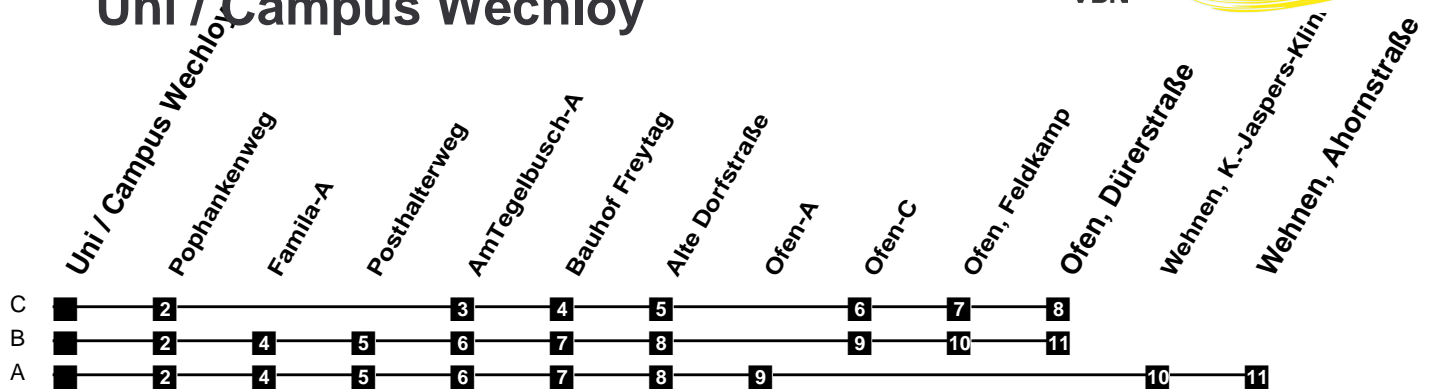 Uni / Campus Wechloy
VBN
Uni / Campus Wechloy
Pophankenweg
Famila-A
Posthalterweg
AmTegelbusch-A
Bauhof Freytag
Alte Dorfstraße
Ofen-A
Ofen-C
Ofen, Feldkamp
Ofen, Dürerstraße
Wehnen, K.-Jaspers-Klini
Wehnen, Ahornstraße
C 2 3 4 5 6 7 8
B 2 4 5 6 7 8 9 10 11
A 2 4 5 6 7 8 9 10 11